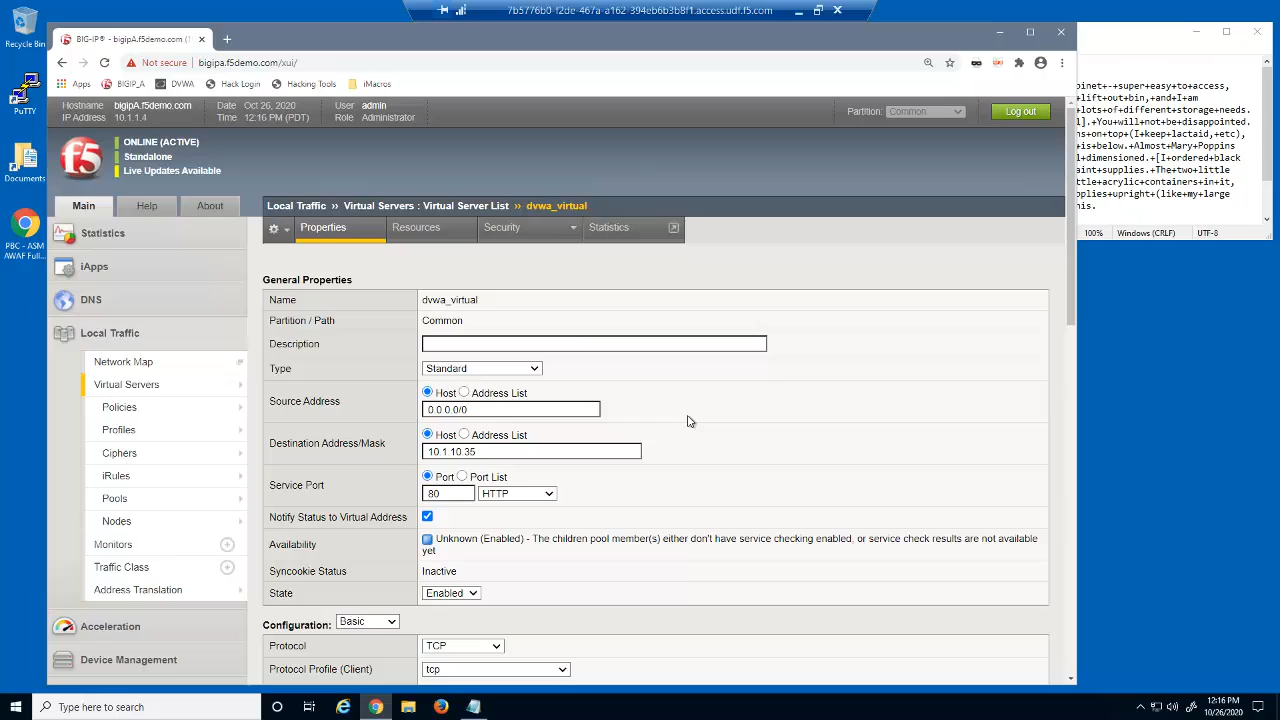 7b5776b0-f2de-467a-a162-394eb6b3b8f1.access.udf.f5.com
Recycle Bin
PuTTY
Documents
PBC - ASM
AWAF Full...
BIG-IP® - bigipA.f5demo.com (1
Not secure
bigipa.f5demo.com/xui/
Apps
BIGIP_A
DVWA
Hack Login
Hacking Tools
iMacros
Hostname bigipA.f5demo.com
IP Address 10.1.1.4
Date Oct 26, 2020
Time 12:16 PM (PDT)
User admin
Role Administrator
Partition: Common
Log out
f5
ONLINE (ACTIVE)
Standalone
Live Updates Available
Main
Help
About
Local Traffic » Virtual Servers : Virtual Server List » dvwa_virtual
Properties
Resources
Security
Statistics
Statistics
iApps
DNS
Local Traffic
Network Map
Virtual Servers
Policies
Profiles
Ciphers
iRules
Pools
Nodes
Monitors
Traffic Class
Address Translation
Acceleration
Device Management
General Properties
Name dvwa_virtual
Partition / Path Common
Description
Type Standard
Source Address
Host Address List
0.0.0.0/0
Destination Address/Mask
Host Address List
10.1.10.35
Service Port
Port Port List
80 HTTP
Notify Status to Virtual Address
Availability
Unknown (Enabled) - The children pool member(s) either don't have service checking enabled, or service check results are not available
yet
Syncookie Status Inactive
State Enabled
Configuration: Basic
Protocol TCP
Protocol Profile (Client) tcp
pinet+-+super+easy+to+access,
+lift+out+bin,+and+I+am
+lots+of+different+storage+needs.
l].+You+will+not+be+disappointed.
ns+on+top+(I+keep+lactaid,+etc),
+is+below.+Almost+Mary+Poppins
l+dimensioned.+[I+ordered+black
aint+supplies.+The+two+little
ttle+acrylic+containers+in+it,
plies+upright+(like+my+large
his.
100%
Windows (CRLF)
UTF-8
Type here to search
12:16 PM
10/26/2020